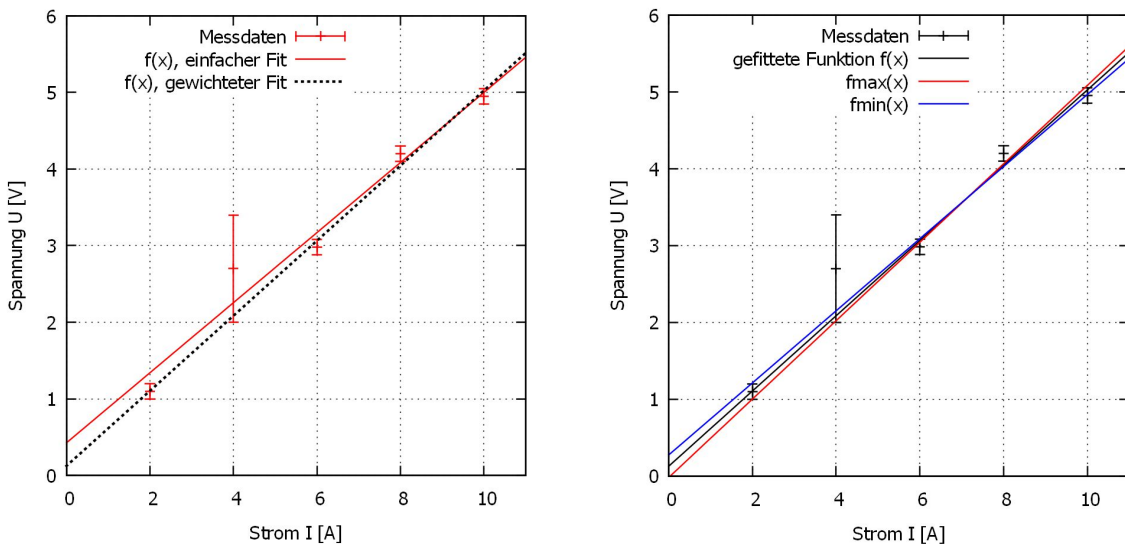 6
5
4
3
2
1
0
Spannung U [V]
Messdaten
f(x), einfacher Fit
f(x), gewichteter Fit
0 2 4 6 8 10
Strom I [A]
6
5
4
3
2
1
0
Spannung U [V]
Messdaten
gefittete Funktion f(x)
fmax(x)
fmin(x)
0 2 4 6 8 10
Strom I [A]